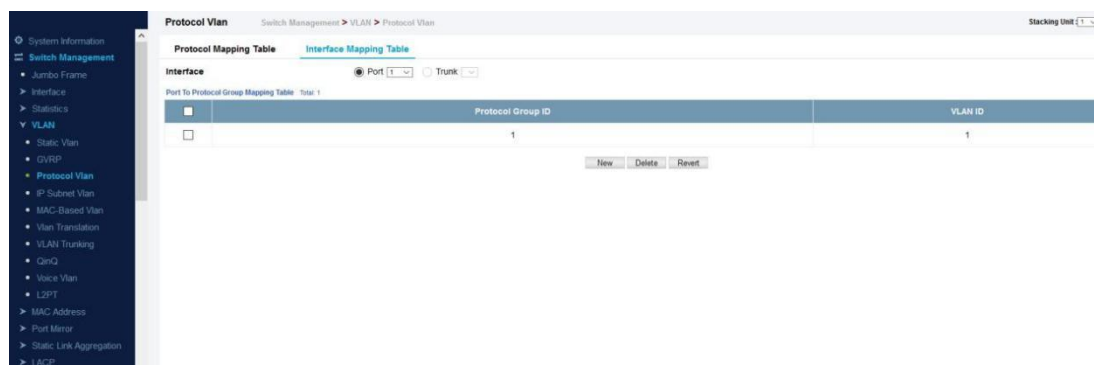 Protocol Vlan
Switch Management > VLAN > Protocol Vlan
Stacking Unit : 1
System Information
Switch Management
Jumbo Frame
Interface
Statistics
VLAN
Static Vlan
GVRP
Protocol Vlan
IP Subnet Vlan
MAC-Based Vlan
Vlan Translation
VLAN Trunking
QinQ
Voice Vlan
L2PT
MAC Address
Port Mirror
Static Link Aggregation
LACP
Protocol Mapping Table
Interface Mapping Table
Interface
Port 1
Trunk
Port To Protocol Group Mapping Table Total: 1
Protocol Group ID
VLAN ID
1
1
New
Delete
Revert